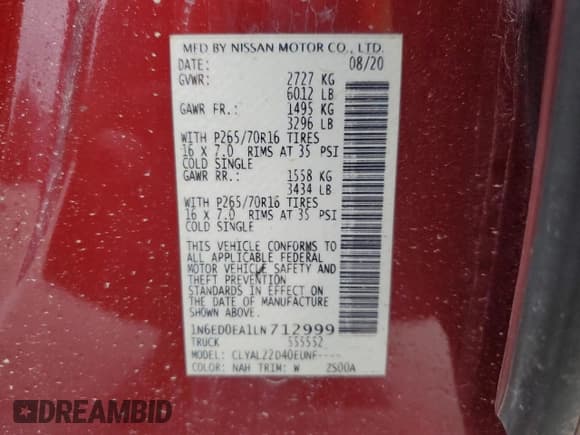 MFD BY NISSAN MOTOR CO., LTD.
DATE: 08/20
GVWR: 2727 KG
6012 LB
GAWR FR.: 1495 KG
3296 LB
WITH P265/70R16 TIRES
16 X 7.0 RIMS AT 35 PSI
COLD SINGLE
GAWR RR.: 1558 KG
3434 LB
WITH P265/70R16 TIRES
16 X 7.0 RIMS AT 35 PSI
COLD SINGLE
THIS VEHICLE CONFORMS TO
ALL APPLICABLE FEDERAL
MOTOR VEHICLE SAFETY AND
THEFT PREVENTION
STANDARDS IN EFFECT ON
THE DATE OF MANUFACTURE
SHOWN ABOVE.
1N6ED0EA1LN712999
TRUCK 555552
MODEL: CLYALZ2D40EUNF----
COLOR: NAH TRIM: W 2S00A
DREAMBID